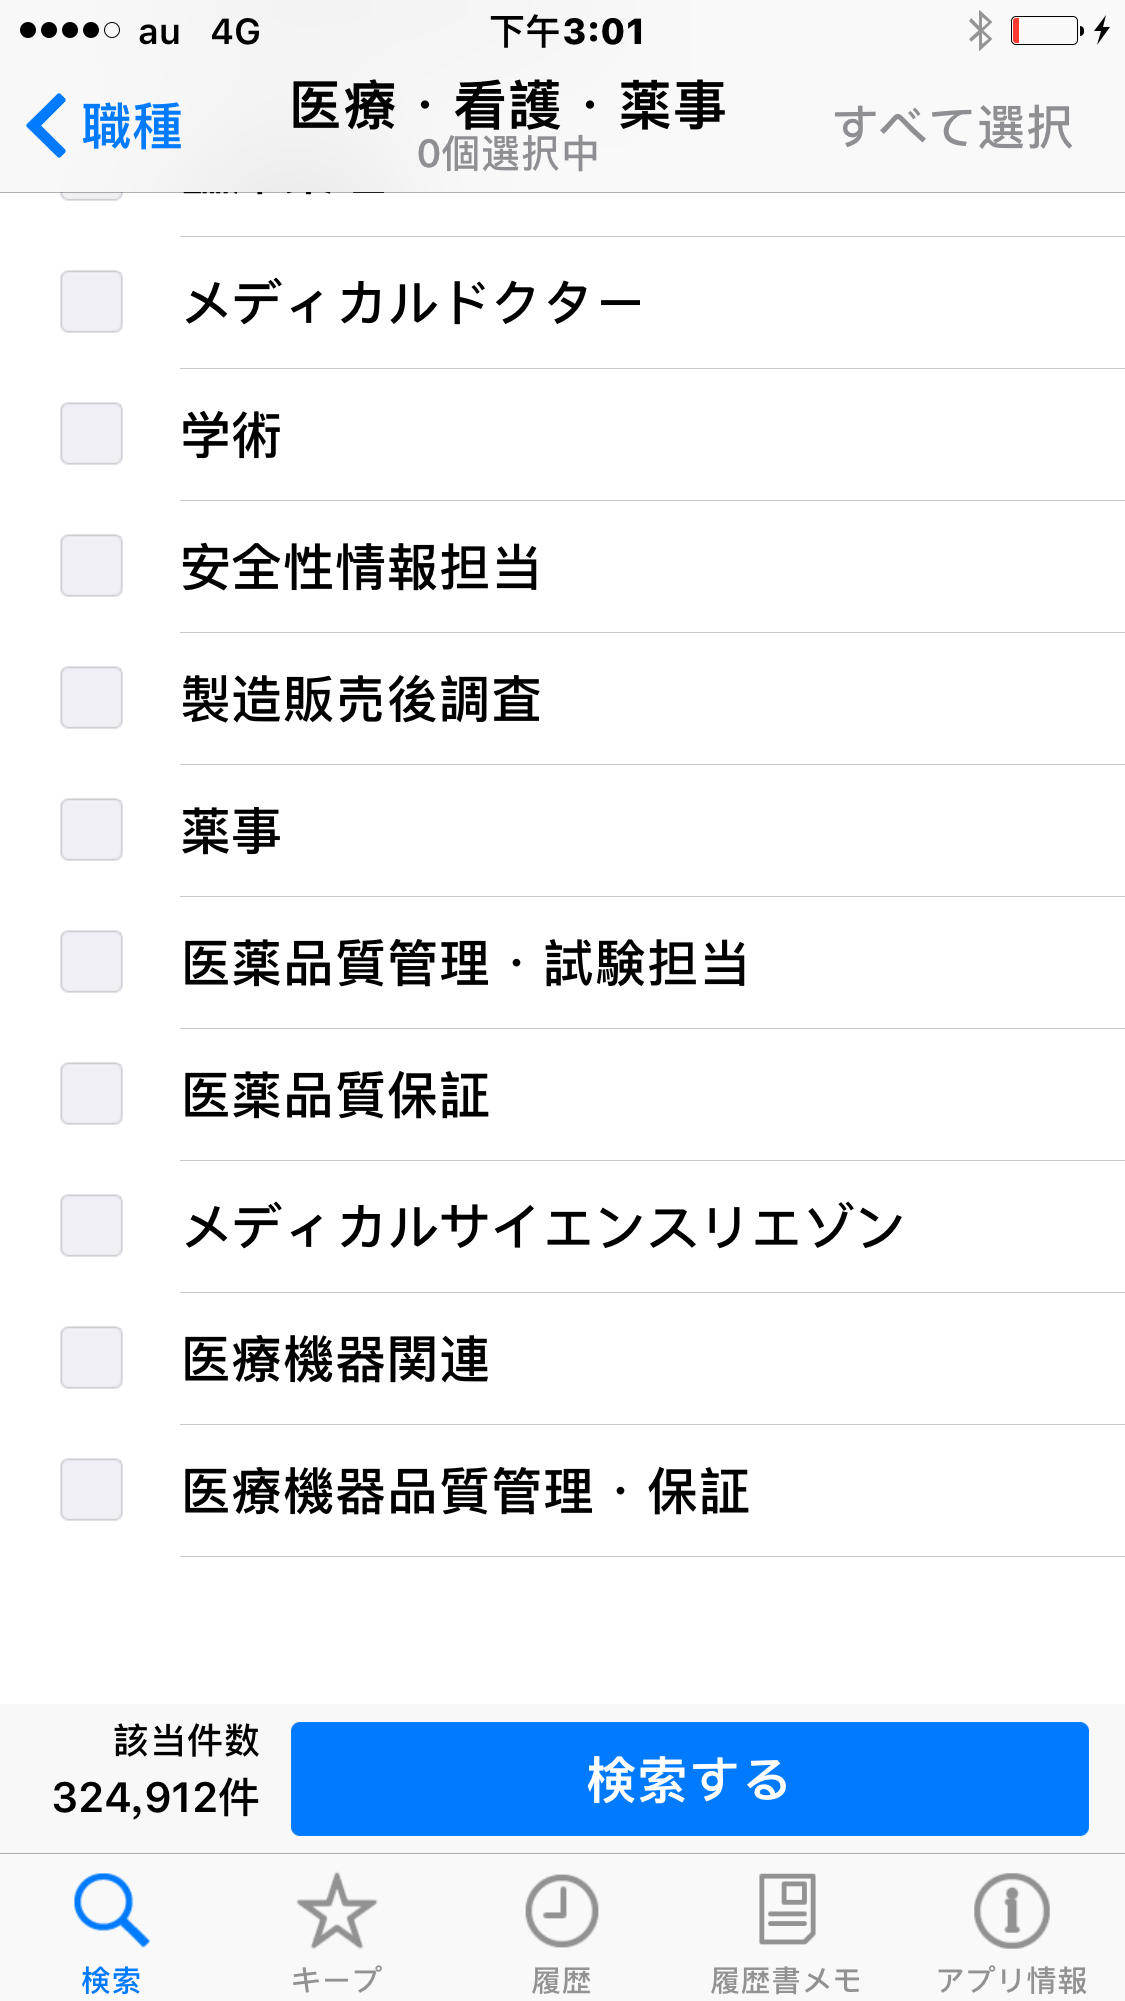 au 4G 下午3:01
職種 医療・看護・薬事 すべて選択
0個選択中
メディカルドクター
学術
安全性情報担当
製造販売後調査
薬事
医薬品質管理・試験担当
医薬品質保証
メディカルサイエンスリエゾン
医療機器関連
医療機器品質管理・保証
該当件数
324,912件
検索する
検索 キープ 履歴 履歴書メモ アプリ情報